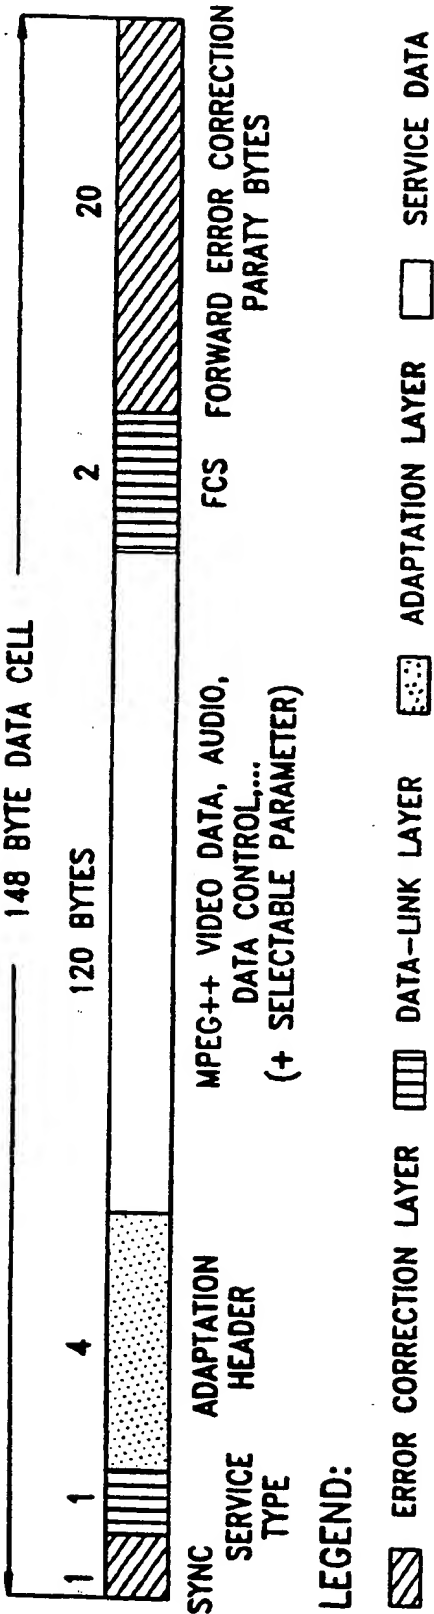 148 BYTE DATA CELL
1 1 4 120 BYTES 2 20
SYNC
SERVICE
TYPE
ADAPTATION
HEADER
MPEG++ VIDEO DATA, AUDIO,
DATA CONTROL,...
(+ SELECTABLE PARAMETER)
FCS
FORWARD ERROR CORRECTION
PARATY BYTES
LEGEND:
ERROR CORRECTION LAYER
DATA-LINK LAYER
ADAPTATION LAYER
SERVICE DATA